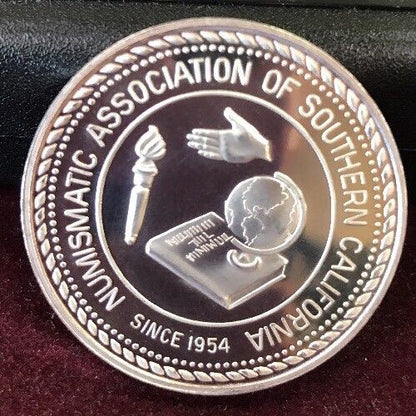 NUMISMATIC ASSOCIATION OF SOUTHERN CALIFORNIA
SINCE 1954